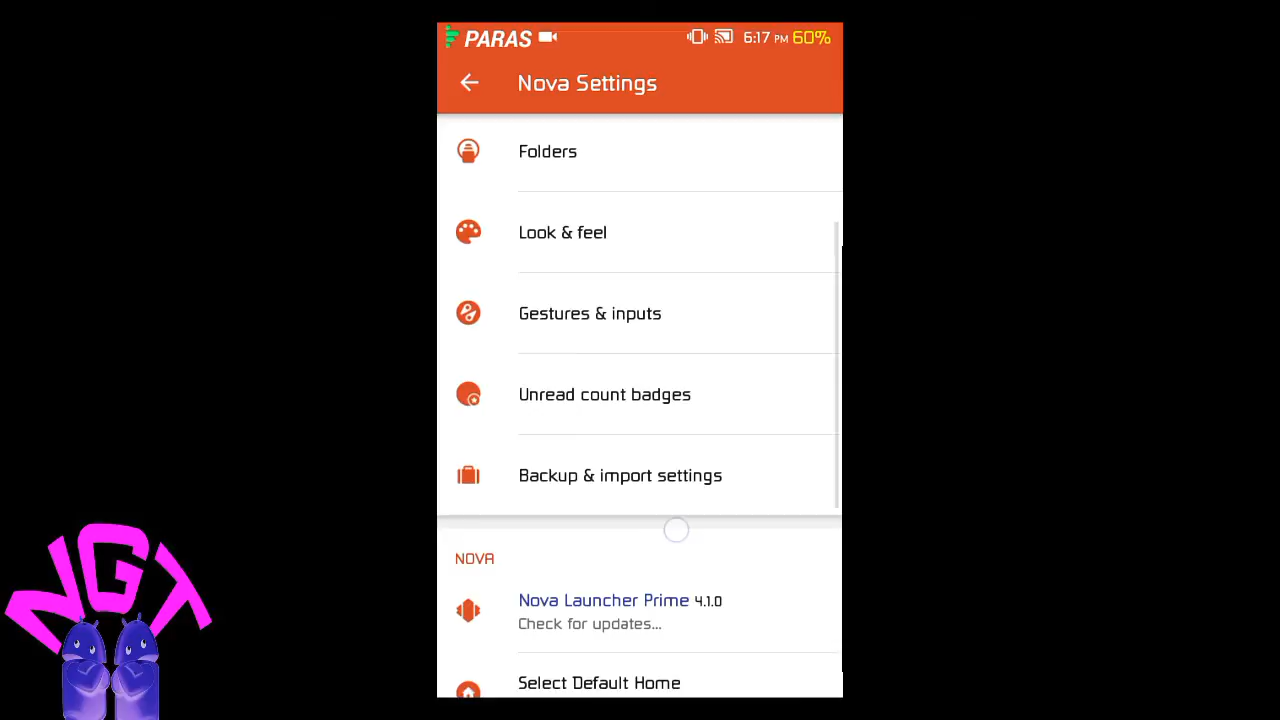 PARAS 6:17 PM 60%
Nova Settings
Folders
Look & feel
Gestures & inputs
Unread count badges
Backup & import settings
NOVA
Nova Launcher Prime 4.1.0
Check for updates...
Select Default Home
NGT